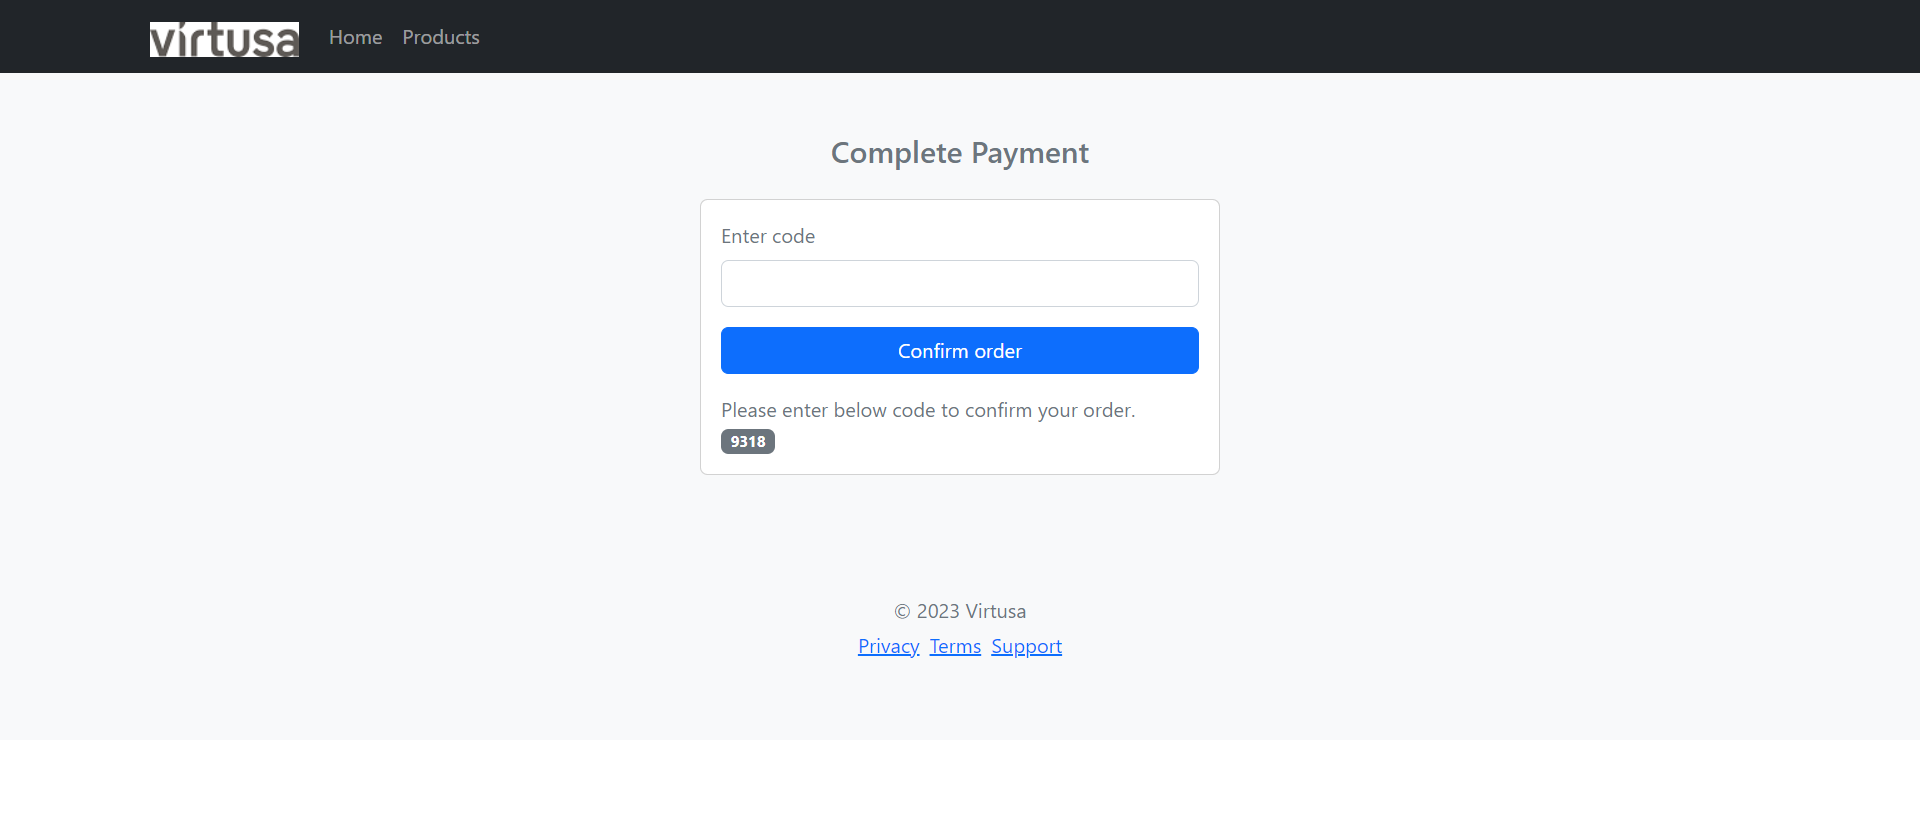 virtusa Home Products
Complete Payment
Enter code
Confirm order
Please enter below code to confirm your order.
9318
© 2023 Virtusa
Privacy Terms Support